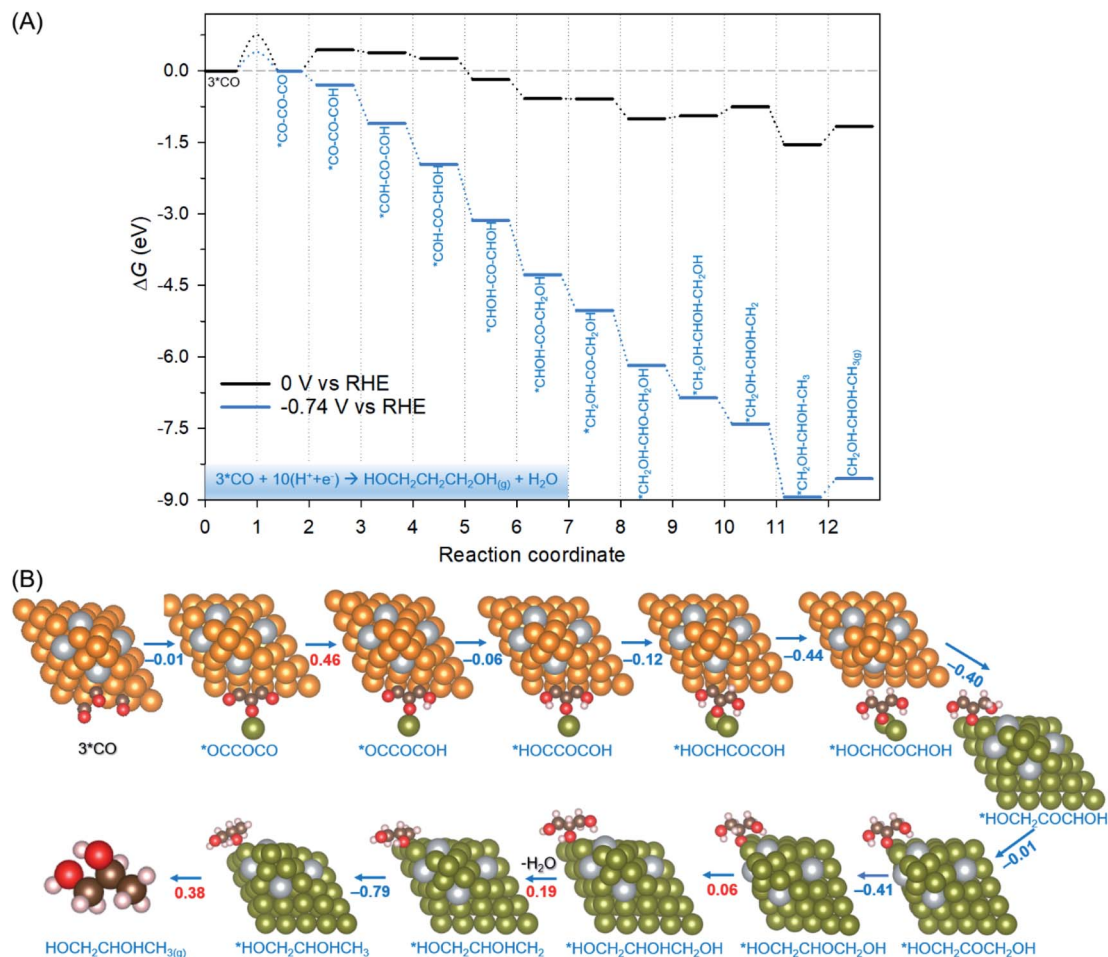 (A)
0.0
-1.5
-3.0
-4.5
-6.0
-7.5
-9.0
ΔG (eV)
3*CO
*CO-CO-CO
*CO-CO-COH
*COH-CO-COH
*COH-CO-CHOH
*CHOH-CO-CHOH
*CHOH-CO-CH₂OH
*CH₂OH-CO-CH₂OH
*CH₂OH-CHO-CH₂OH
*CH₂OH-CHOH-CH₂OH
*CH₂OH-CHOH-CH₂
*CH₂OH-CHOH-CH₃
CH₂OH-CHOH-CH₃₍g₎
0 V vs RHE
-0.74 V vs RHE
3*CO + 10(H⁺+e⁻) → HOCH₂CH₂CH₂OH₍g₎ + H₂O
0 1 2 3 4 5 6 7 8 9 10 11 12
Reaction coordinate
(B)
−0.01
0.46
−0.06
−0.12
−0.44
−0.40
3*CO
*OCCOCO
*OCCOCOH
*HOCCOCOH
*HOCHCOCOH
*HOCHCOCHOH
*HOCH₂COCHOH
−0.01
-H₂O
0.38
−0.79
0.19
0.06
−0.41
HOCH₂CHOHCH₃₍g₎
*HOCH₂CHOHCH₃
*HOCH₂CHOHCH₂
*HOCH₂CHOHCH₂OH
*HOCH₂CHOCH₂OH
*HOCH₂COCH₂OH